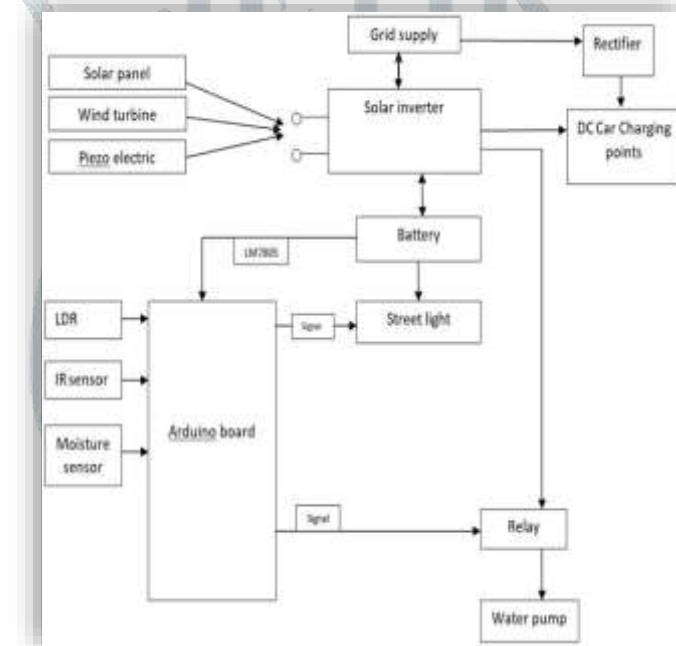 Grid supply
Rectifier
Solar panel
Wind turbine
Piezo electric
Solar inverter
DC Car Charging
points
Battery
LM7805
LDR
Signal
Street light
IR sensor
Arduino board
Moisture
sensor
Signal
Relay
Water pump